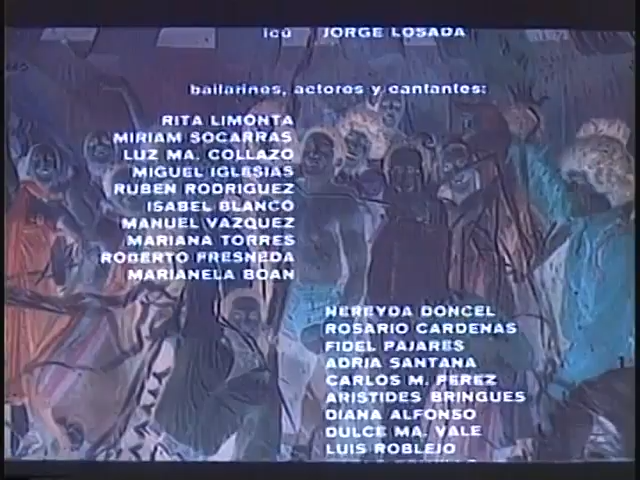 icú JORGE LOSADA
bailarines, actores y cantantes:
RITA LIMONTA
MIRIAM SOCARRAS
LUZ MA. COLLAZO
MIGUEL IGLESIAS
RUBEN RODRIGUEZ
ISABEL BLANCO
MANUEL VAZQUEZ
MARIANA TORRES
ROBERTO FRESNEDA
MARIANELA BOAN
NEREYDA DONCEL
ROSARIO CARDENAS
FIDEL PAJARES
ADRIA SANTANA
CARLOS M. PEREZ
ARISTIDES BRINGUES
DIANA ALFONSO
DULCE MA. VALE
LUIS ROBLEJO